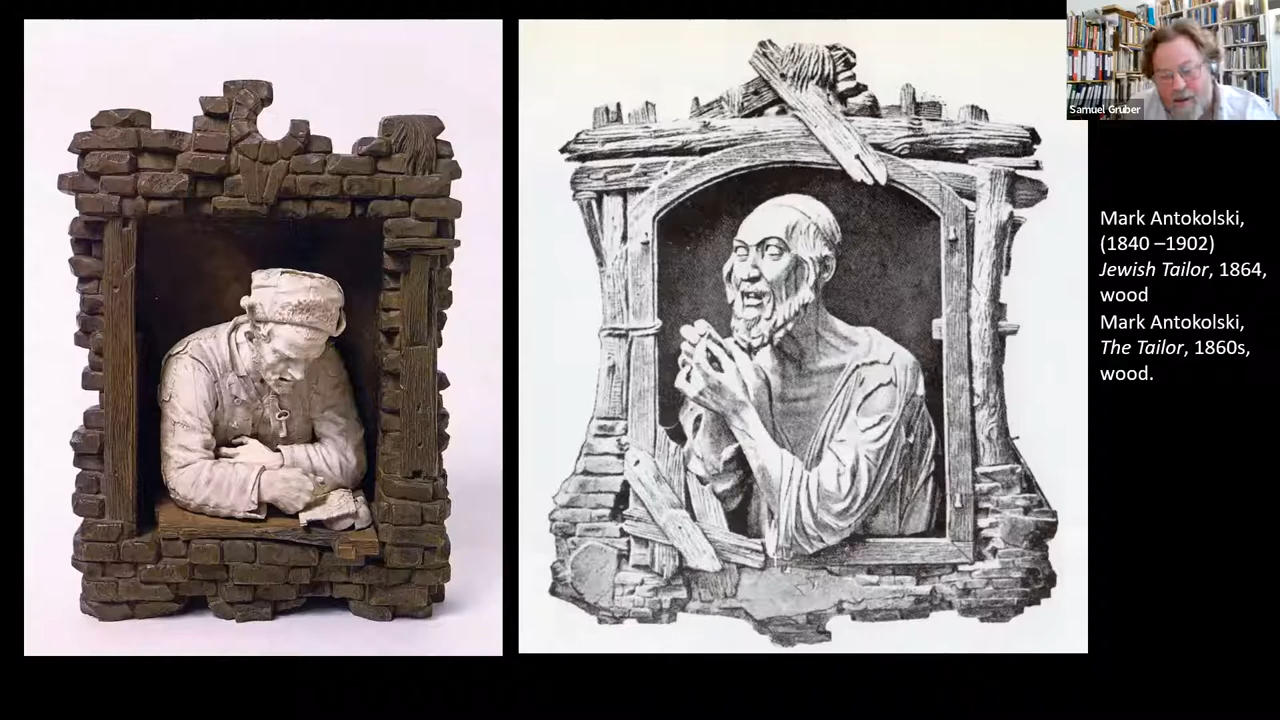 Samuel Gruber
Mark Antokolski,
(1840 –1902)
Jewish Tailor, 1864,
wood
Mark Antokolski,
The Tailor, 1860s,
wood.